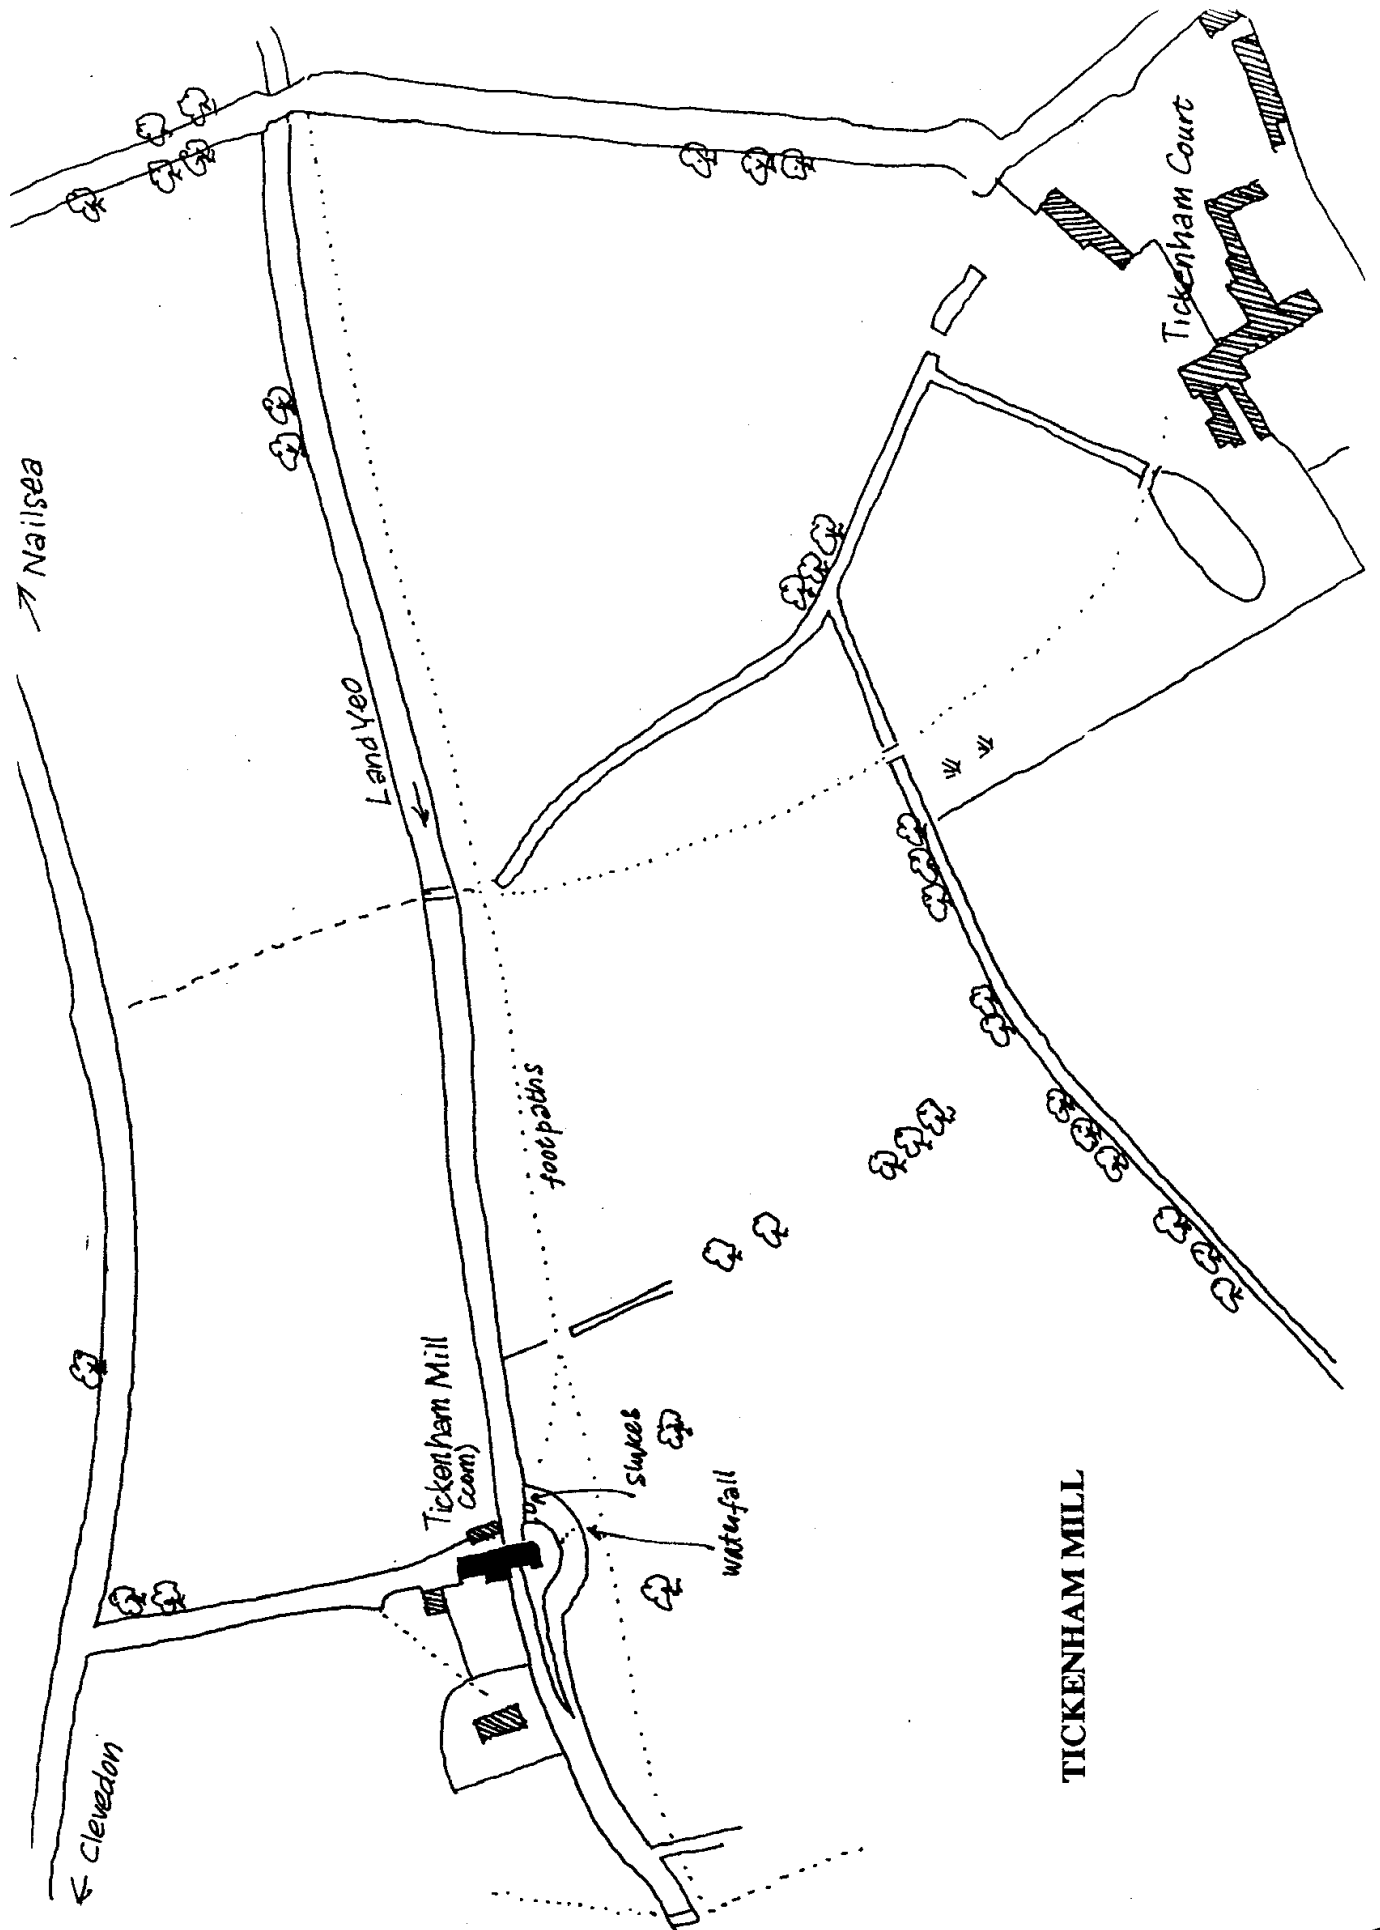 ← Clevedon
→ Nailsea
Tickenham Mill
(corn)
Land Yeo
footpaths
sluices
waterfall
Tickenham Court
TICKENHAM MILL